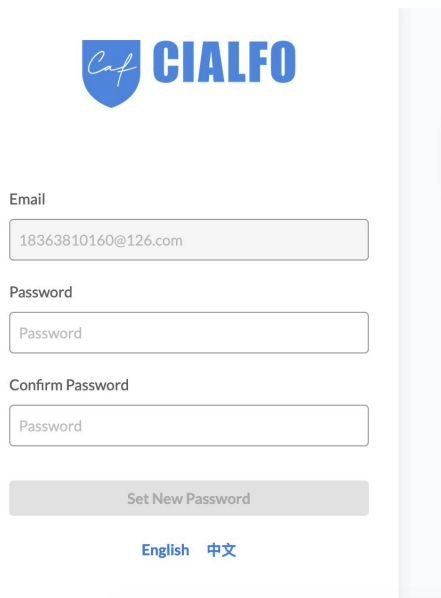 Caf CIALFO
Email
18363810160@126.com
Password
Password
Confirm Password
Password
Set New Password
English 中文